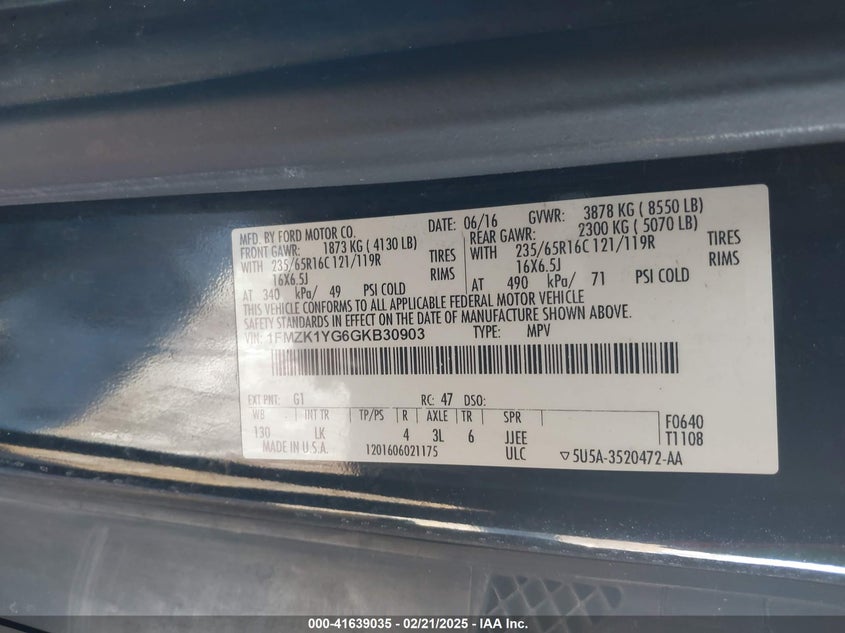 MFD. BY FORD MOTOR CO. DATE: 06/16 GVWR: 3878 KG ( 8550 LB)
FRONT GAWR: 1873 KG ( 4130 LB) REAR GAWR: 2300 KG ( 5070 LB)
WITH 235/65R16C 121/119R TIRES WITH 235/65R16C 121/119R TIRES
16X6.5J RIMS 16X6.5J RIMS
AT 340 kPa/ 49 PSI COLD AT 490 kPa/ 71 PSI COLD
THIS VEHICLE CONFORMS TO ALL APPLICABLE FEDERAL MOTOR VEHICLE
SAFETY STANDARDS IN EFFECT ON THE DATE OF MANUFACTURE SHOWN ABOVE.
VIN: 1FMZK1YG6GKB30903 TYPE: MPV
EXT PNT: G1 RC: 47 DSO:
WB INT TR TP/PS R AXLE TR SPR F0640
130 LK 4 3L 6 JJEE T1108
MADE IN U.S.A. 1201606021175 ULC ▽5U5A-3520472-AA
000-41639035 - 02/21/2025 - IAA Inc.